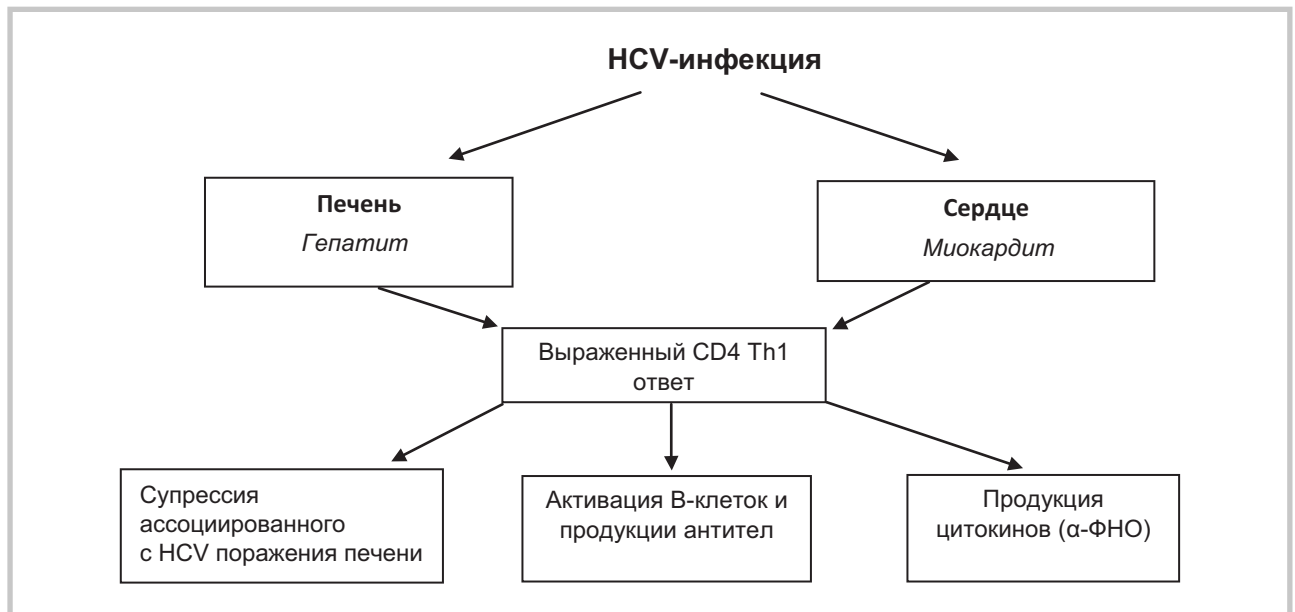 HCV-инфекция
Печень
Гепатит
Сердце
Миокардит
Выраженный CD4 Th1
ответ
Супрессия
ассоциированного
с HCV поражения печени
Активация В-клеток и
продукции антител
Продукция
цитокинов (α-ФНО)